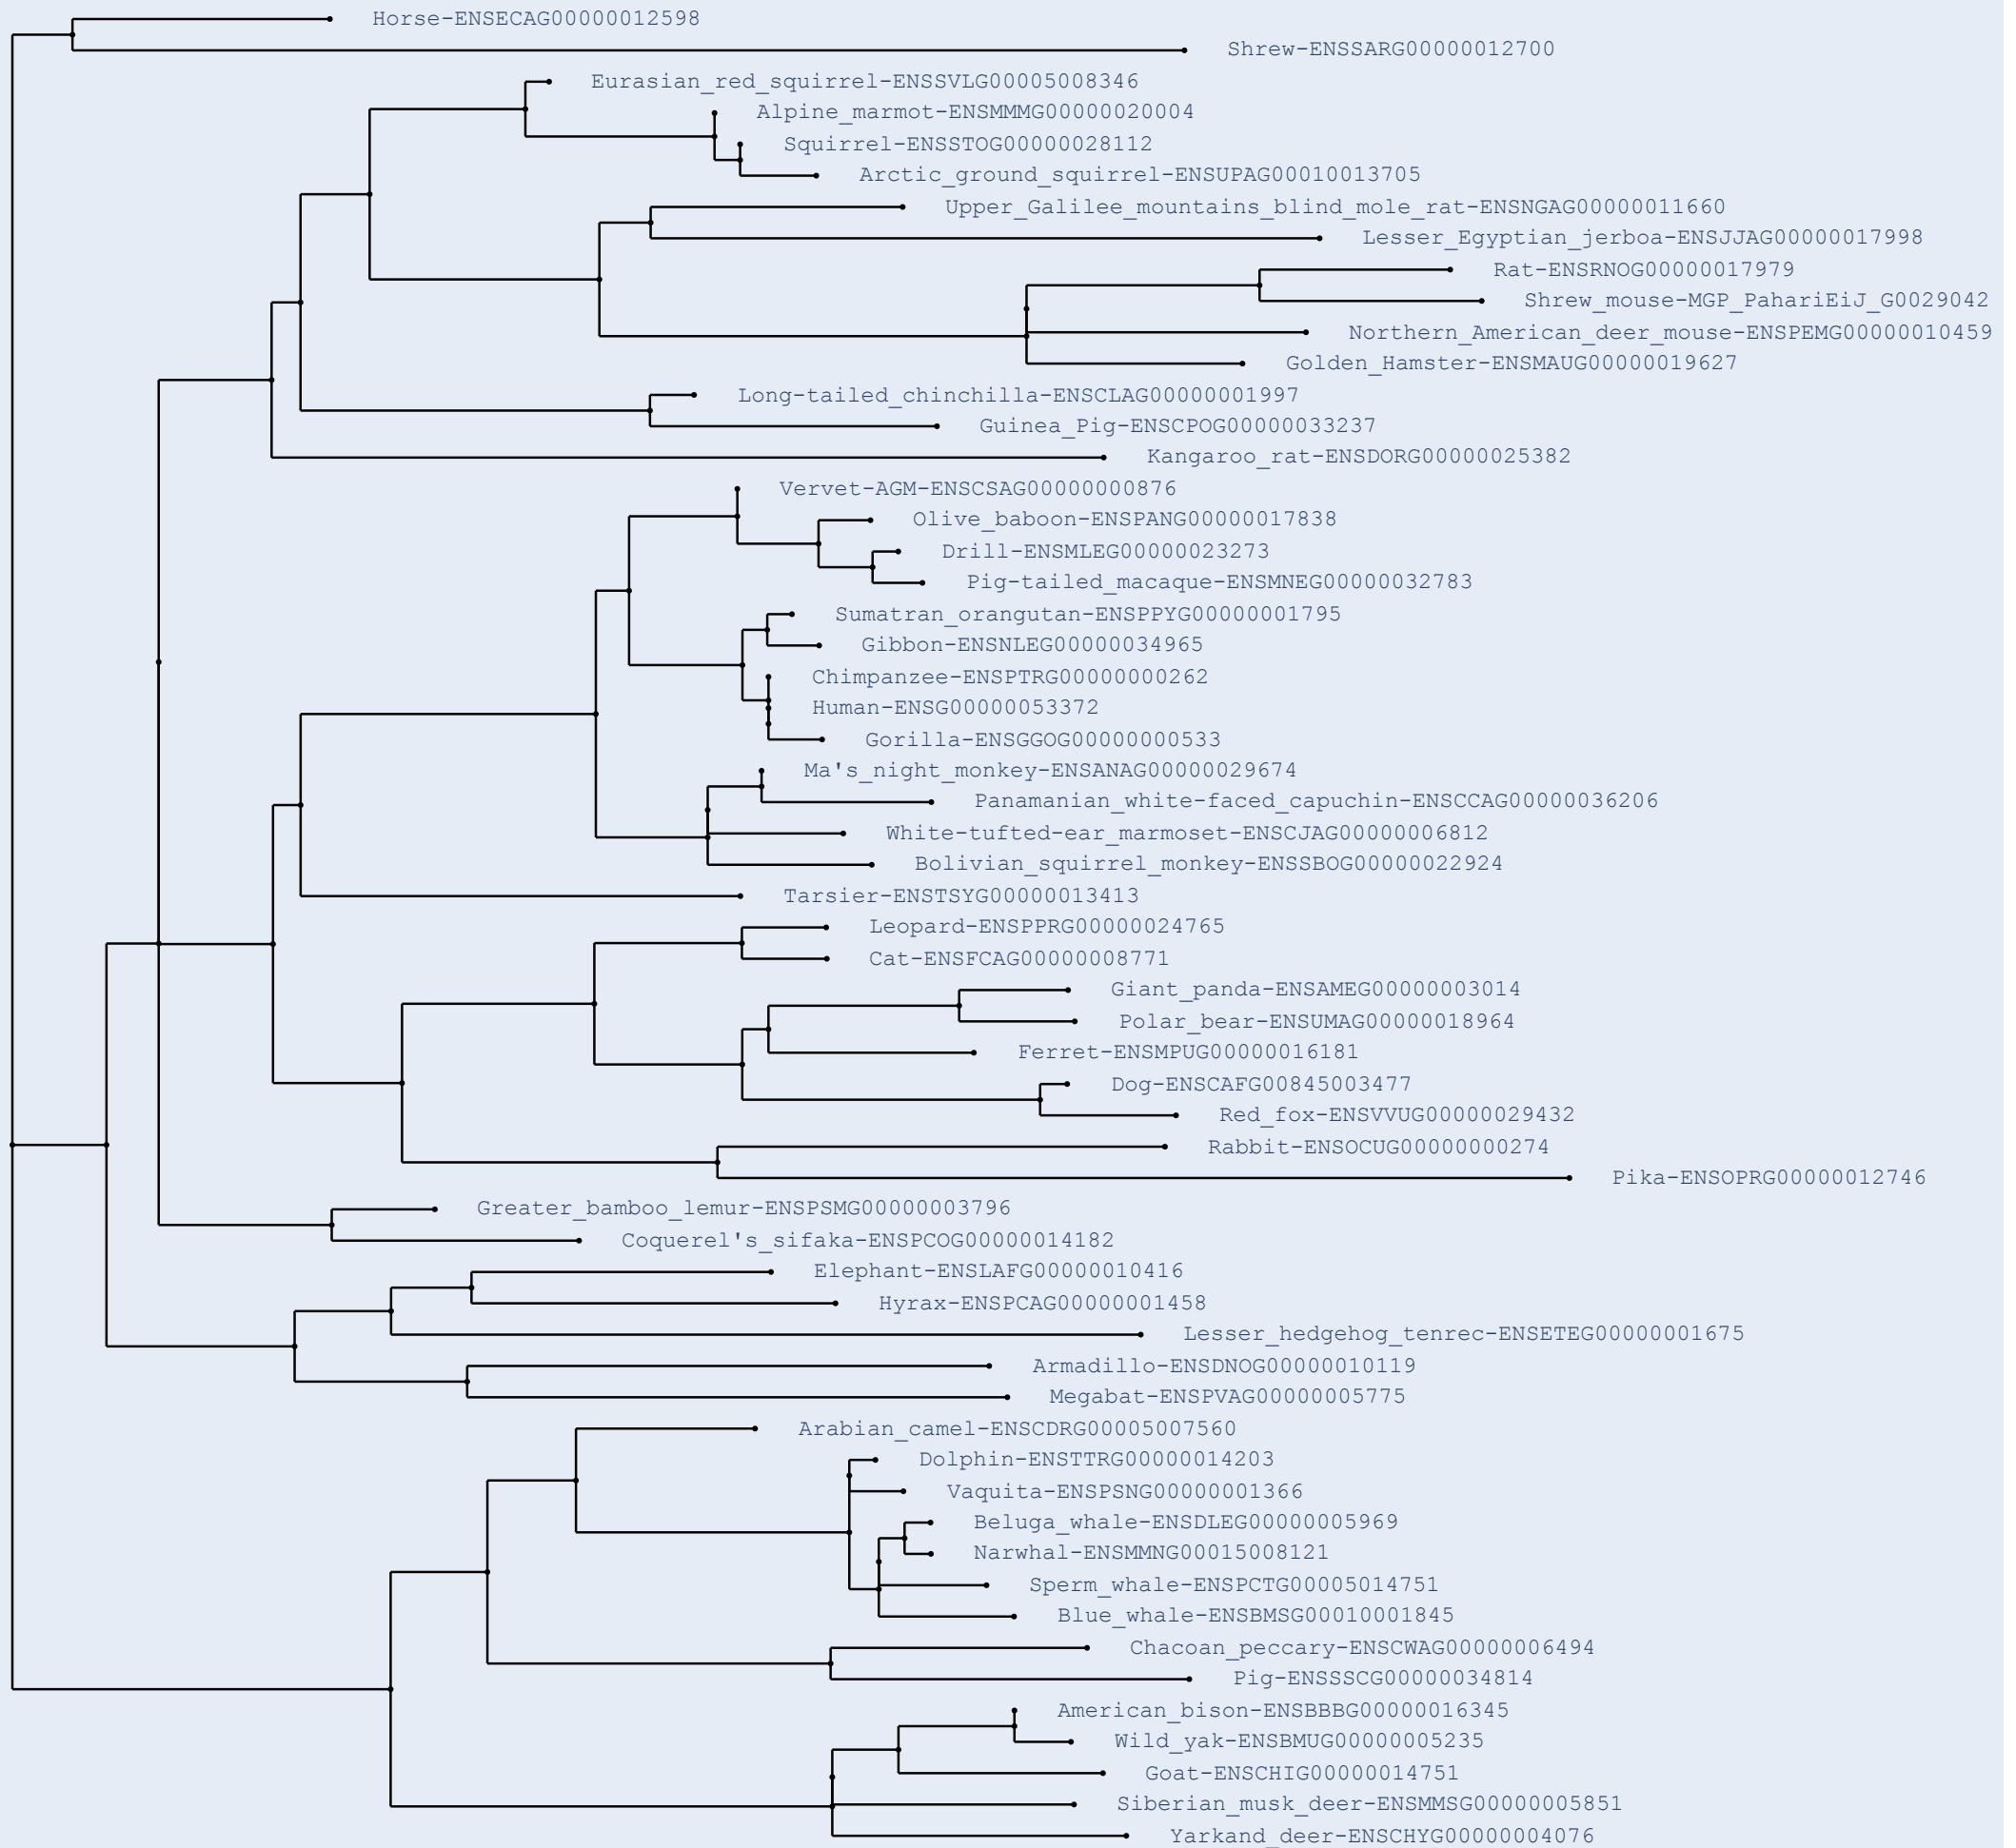 Horse-ENSECAG00000012598
Shrew-ENSSARG00000012700
Eurasian_red_squirrel-ENSSVLG00005008346
Alpine_marmot-ENSMMMG00000020004
Squirrel-ENSSTOG00000028112
Arctic_ground_squirrel-ENSUPAG00010013705
Upper_Galilee_mountains_blind_mole_rat-ENSNGAG00000011660
Lesser_Egyptian_jerboa-ENSJJAG00000017998
Rat-ENSRNOG00000017979
Shrew_mouse-MGP_PahariEiJ_G0029042
Northern_American_deer_mouse-ENSPEMG00000010459
Golden_Hamster-ENSMAUG00000019627
Long-tailed_chinchilla-ENSCLAG00000001997
Guinea_Pig-ENSCPOG00000033237
Kangaroo_rat-ENSDORG00000025382
Vervet-AGM-ENSCSAG00000000876
Olive_baboon-ENSPANG00000017838
Drill-ENSMLEG00000023273
Pig-tailed_macaque-ENSMNEG00000032783
Sumatran_orangutan-ENSPPYG00000001795
Gibbon-ENSNLEG00000034965
Chimpanzee-ENSPTRG00000000262
Human-ENSG00000053372
Gorilla-ENSGGOG00000000533
Ma's_night_monkey-ENSANAG00000029674
Panamanian_white-faced_capuchin-ENSCCAG00000036206
White-tufted-ear_marmoset-ENSCJAG00000006812
Bolivian_squirrel_monkey-ENSSBOG00000022924
Tarsier-ENSTSYG00000013413
Leopard-ENSPPRG00000024765
Cat-ENSFCAG00000008771
Giant_panda-ENSAMEG00000003014
Polar_bear-ENSUMAG00000018964
Ferret-ENSMPUG00000016181
Dog-ENSCAFG00845003477
Red_fox-ENSVVUG00000029432
Rabbit-ENSOCUG00000000274
Pika-ENSOPRG00000012746
Greater_bamboo_lemur-ENSPSMG00000003796
Coquerel's_sifaka-ENSPCOG00000014182
Elephant-ENSLAFG00000010416
Hyrax-ENSPCAG00000001458
Lesser_hedgehog_tenrec-ENSETEG00000001675
Armadillo-ENSDNOG00000010119
Megabat-ENSPVAG00000005775
Arabian_camel-ENSCDRG00005007560
Dolphin-ENSTTRG00000014203
Vaquita-ENSPSNG00000001366
Beluga_whale-ENSDLEG00000005969
Narwhal-ENSMMNG00015008121
Sperm_whale-ENSPCTG00005014751
Blue_whale-ENSBMSG00010001845
Chacoan_peccary-ENSCWAG00000006494
Pig-ENSSSCG00000034814
American_bison-ENSBBBG00000016345
Wild_yak-ENSBMUG00000005235
Goat-ENSCHIG00000014751
Siberian_musk_deer-ENSMMSG00000005851
Yarkand_deer-ENSCHYG00000004076